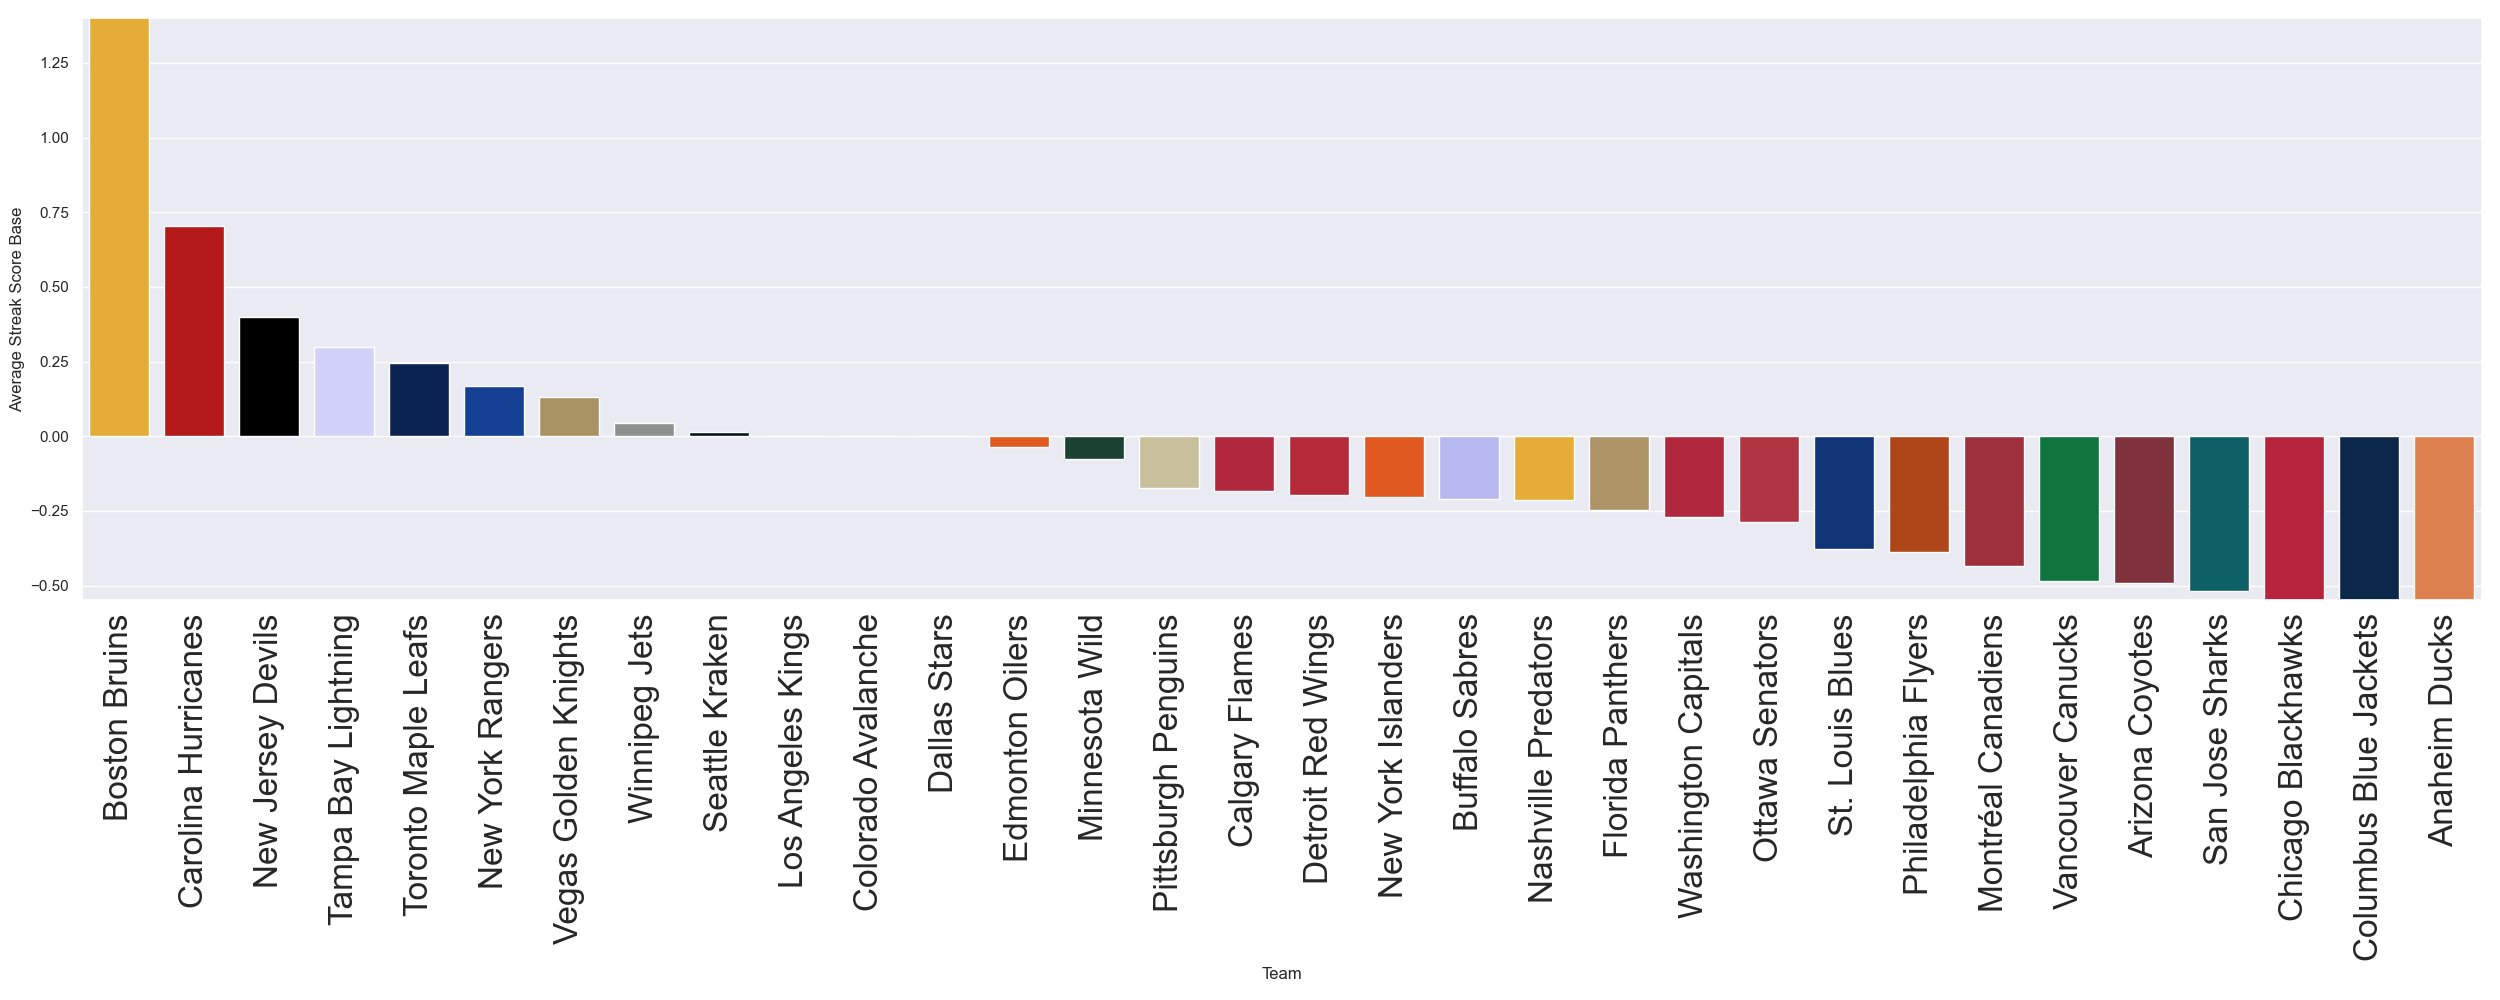 1.25
1.00
0.75
0.50
0.25
0.00
−0.25
−0.50
Average Streak Score Base
Boston Bruins
Carolina Hurricanes
New Jersey Devils
Tampa Bay Lightning
Toronto Maple Leafs
New York Rangers
Vegas Golden Knights
Winnipeg Jets
Seattle Kraken
Los Angeles Kings
Colorado Avalanche
Dallas Stars
Edmonton Oilers
Minnesota Wild
Pittsburgh Penguins
Calgary Flames
Detroit Red Wings
New York Islanders
Buffalo Sabres
Nashville Predators
Florida Panthers
Washington Capitals
Ottawa Senators
St. Louis Blues
Philadelphia Flyers
Montréal Canadiens
Vancouver Canucks
Arizona Coyotes
San Jose Sharks
Chicago Blackhawks
Columbus Blue Jackets
Anaheim Ducks
Team